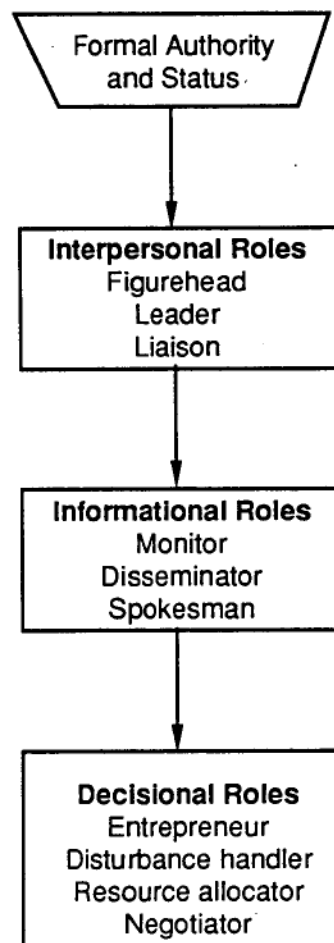 Formal Authority
and Status
Interpersonal Roles
Figurehead
Leader
Liaison
Informational Roles
Monitor
Disseminator
Spokesman
Decisional Roles
Entrepreneur
Disturbance handler
Resource allocator
Negotiator